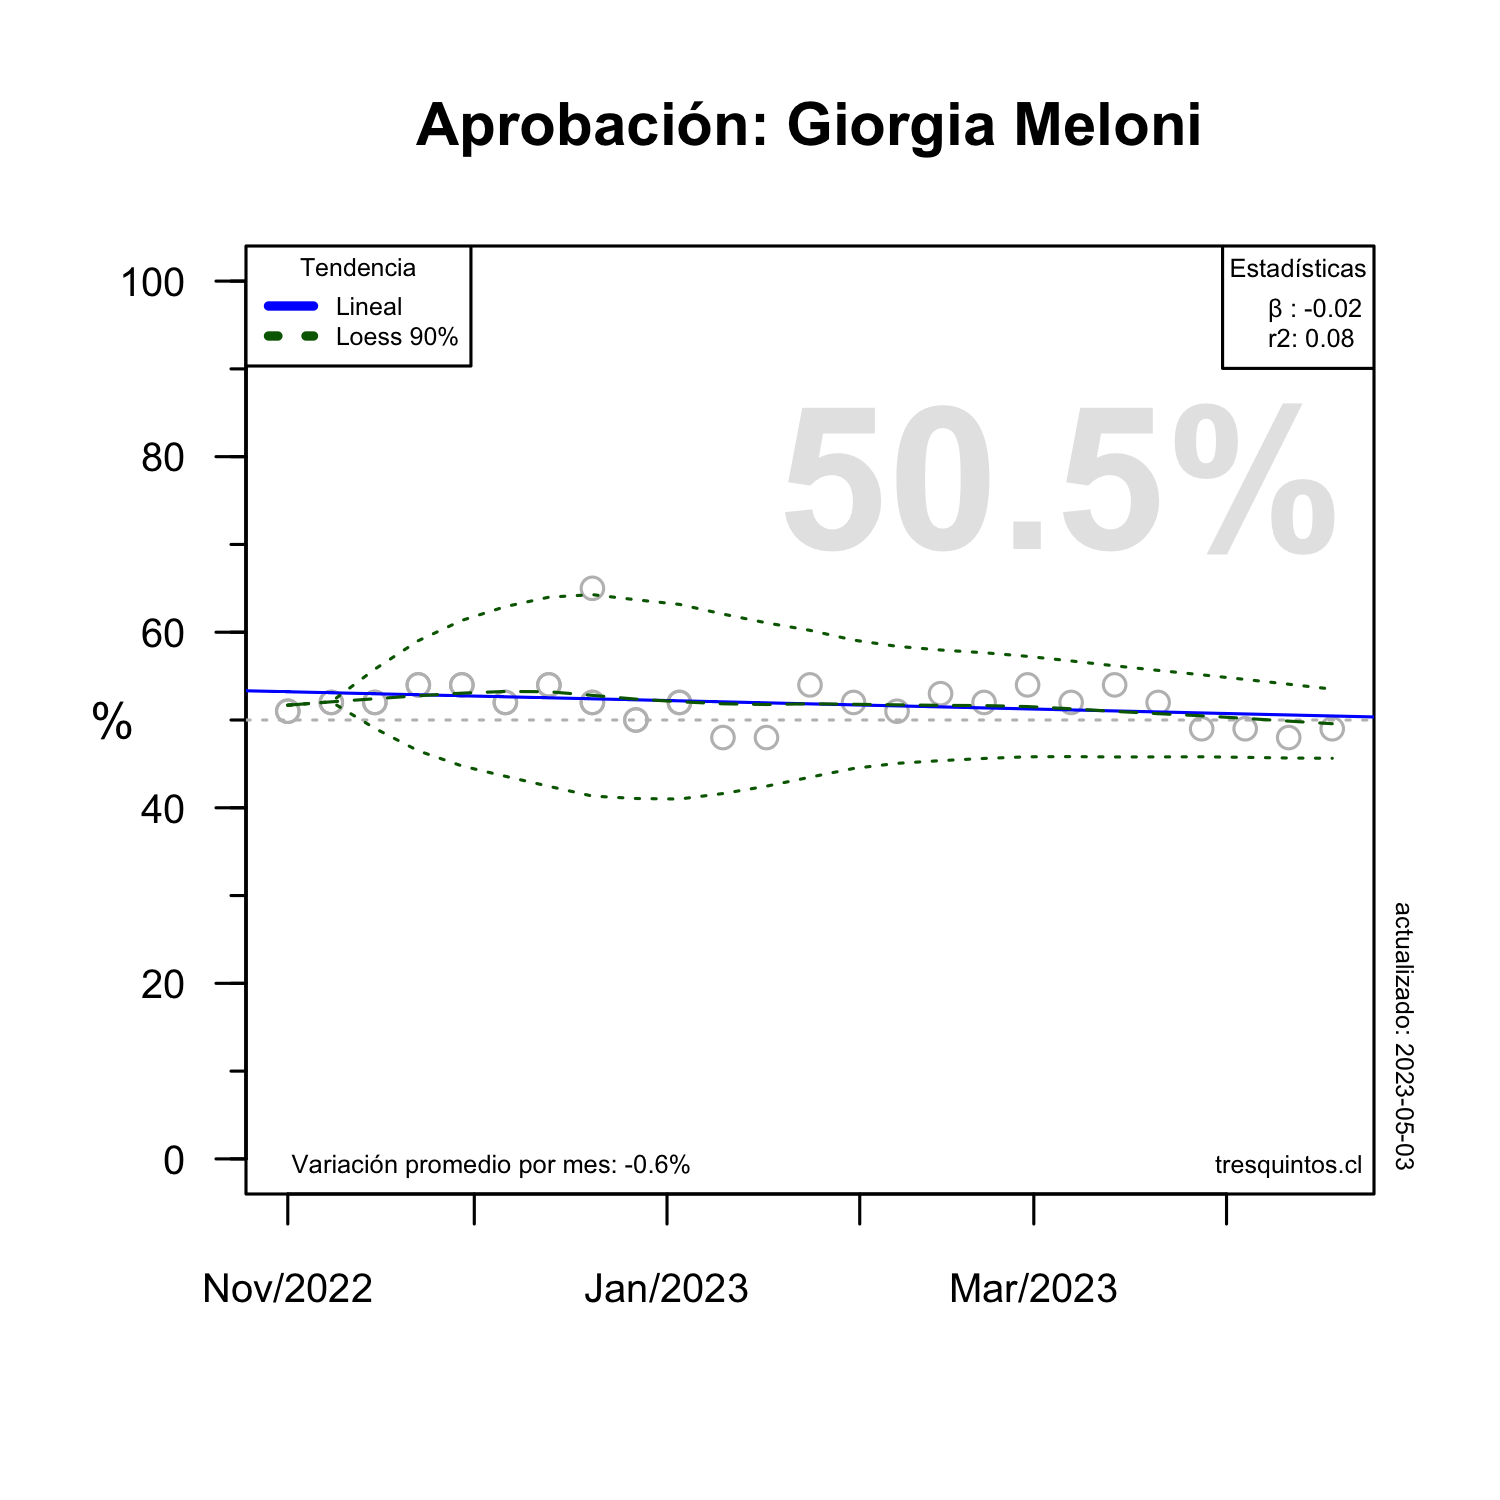 Aprobación: Giorgia Meloni
Tendencia
Lineal
Loess 90%
Estadísticas
β : -0.02
r2: 0.08
50.5%
100
80
60
%
40
20
0
Variación promedio por mes: -0.6%
tresquintos.cl
actualizado: 2023-05-03
Nov/2022
Jan/2023
Mar/2023